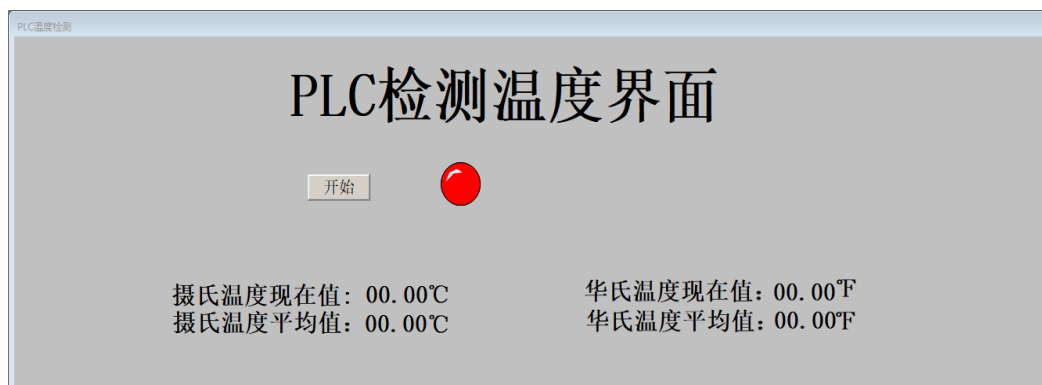 PLC温度检测
PLC检测温度界面
开始
摄氏温度现在值: 00.00℃
华氏温度现在值: 00.00℉
摄氏温度平均值: 00.00℃
华氏温度平均值: 00.00℉